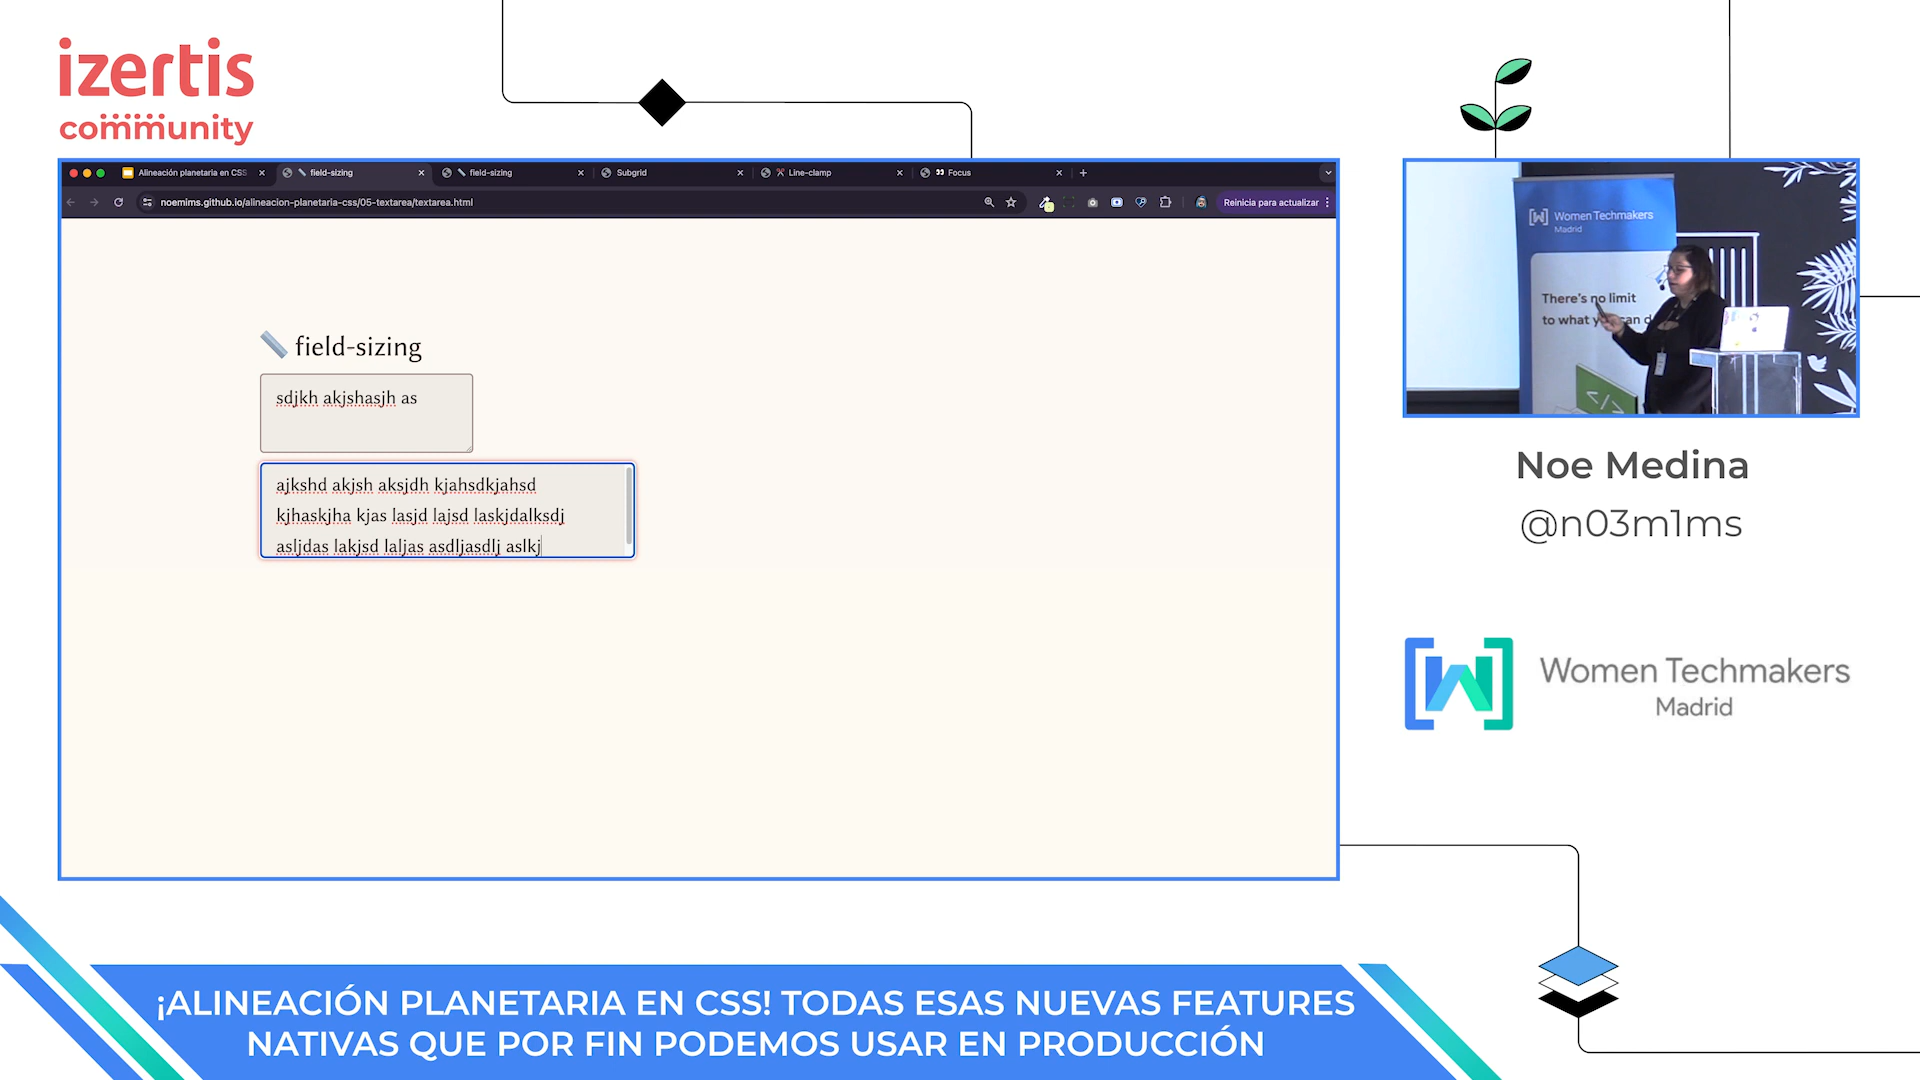 izertis
community
Alineación planetaria en CSS
field-sizing
field-sizing
Subgrid
Line-clamp
Focus
noemims.github.io/alineacion-planetaria-css/05-textarea/textarea.html
Reinicia para actualizar
field-sizing
sdjkh akjshasjh as
ajkshd akjsh aksjdh kjahsdkjahsd
kjhaskjha kjas lasjd lajsd laskjdalksdj
asljdas lakjsd laljas asdljasdlj aslkj
Women Techmakers
Madrid
There's no limit
to what you can d
</>
Noe Medina
@n03m1ms
Women Techmakers
Madrid
¡ALINEACIÓN PLANETARIA EN CSS! TODAS ESAS NUEVAS FEATURES
NATIVAS QUE POR FIN PODEMOS USAR EN PRODUCCIÓN